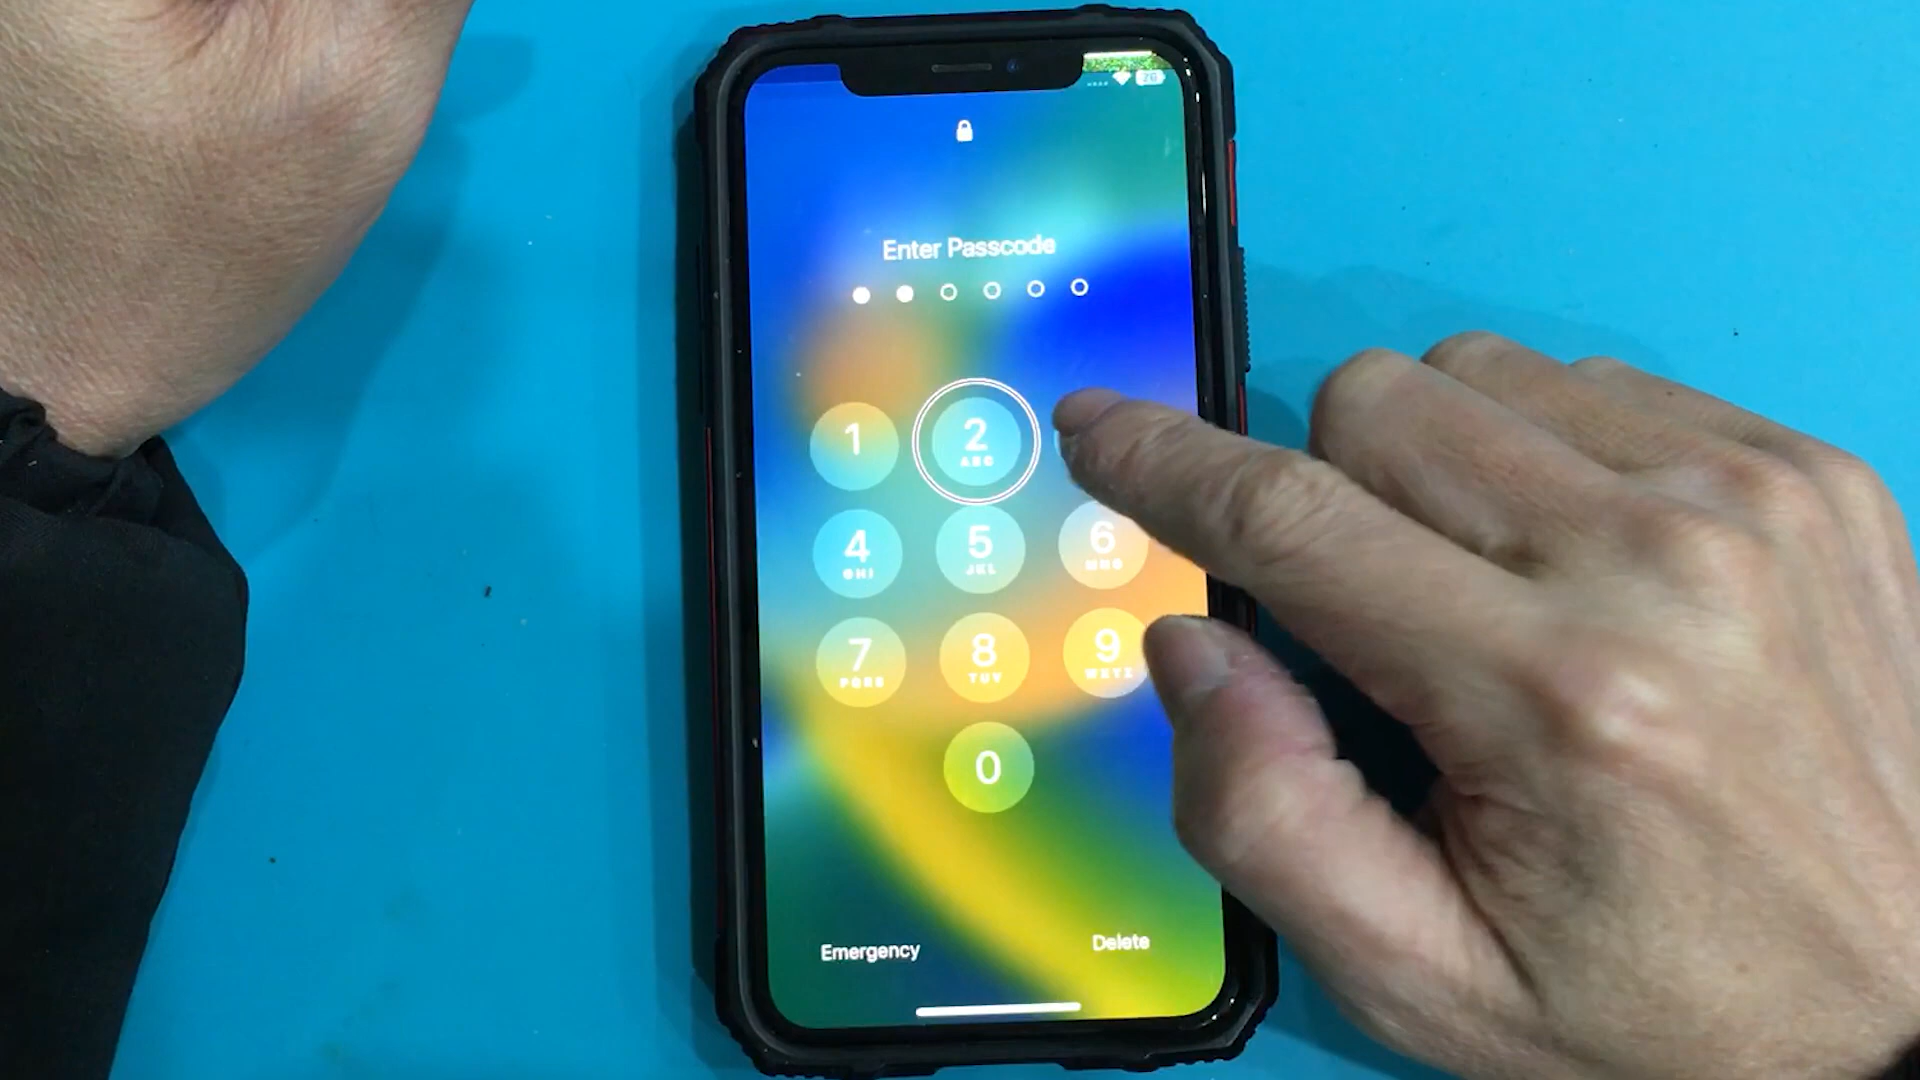 76
Enter Passcode
1
2
ABC
4
GHI
5
JKL
6
MNO
7
PQRS
8
TUV
9
WXYZ
0
Emergency
Delete